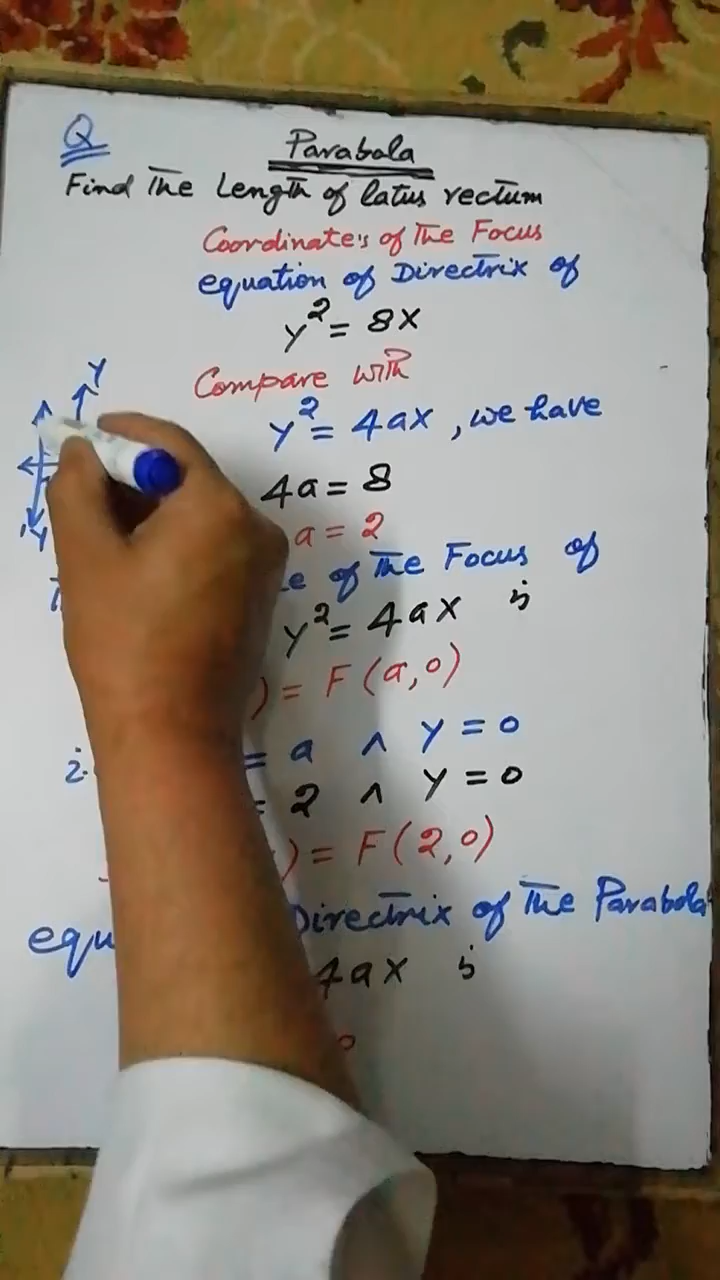 Q
Parabola
Find The Length of latus rectum
Coordinate's of The Focus
equation of Directrix of
y² = 8x
Compare with
y² = 4ax , we have
4a = 8
a = 2
of The Focus of
y² = 4ax is
) = F(a,0)
= a ∧ y = 0
= 2 ∧ y = 0
) = F(2,0)
Directrix of The Parabola
4ax is
Y